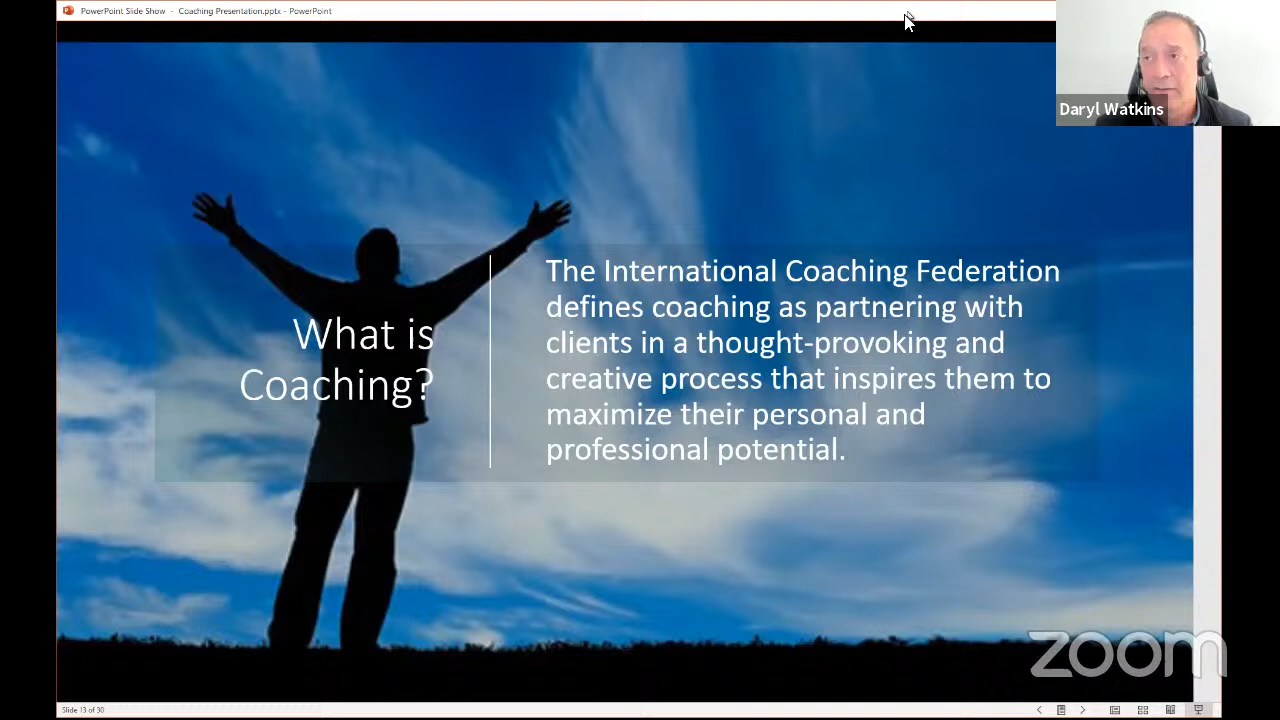 PowerPoint Slide Show - Coaching Presentation.pptx - PowerPoint
Daryl Watkins
What is
Coaching?
The International Coaching Federation
defines coaching as partnering with
clients in a thought-provoking and
creative process that inspires them to
maximize their personal and
professional potential.
zoom
Slide 13 of 30